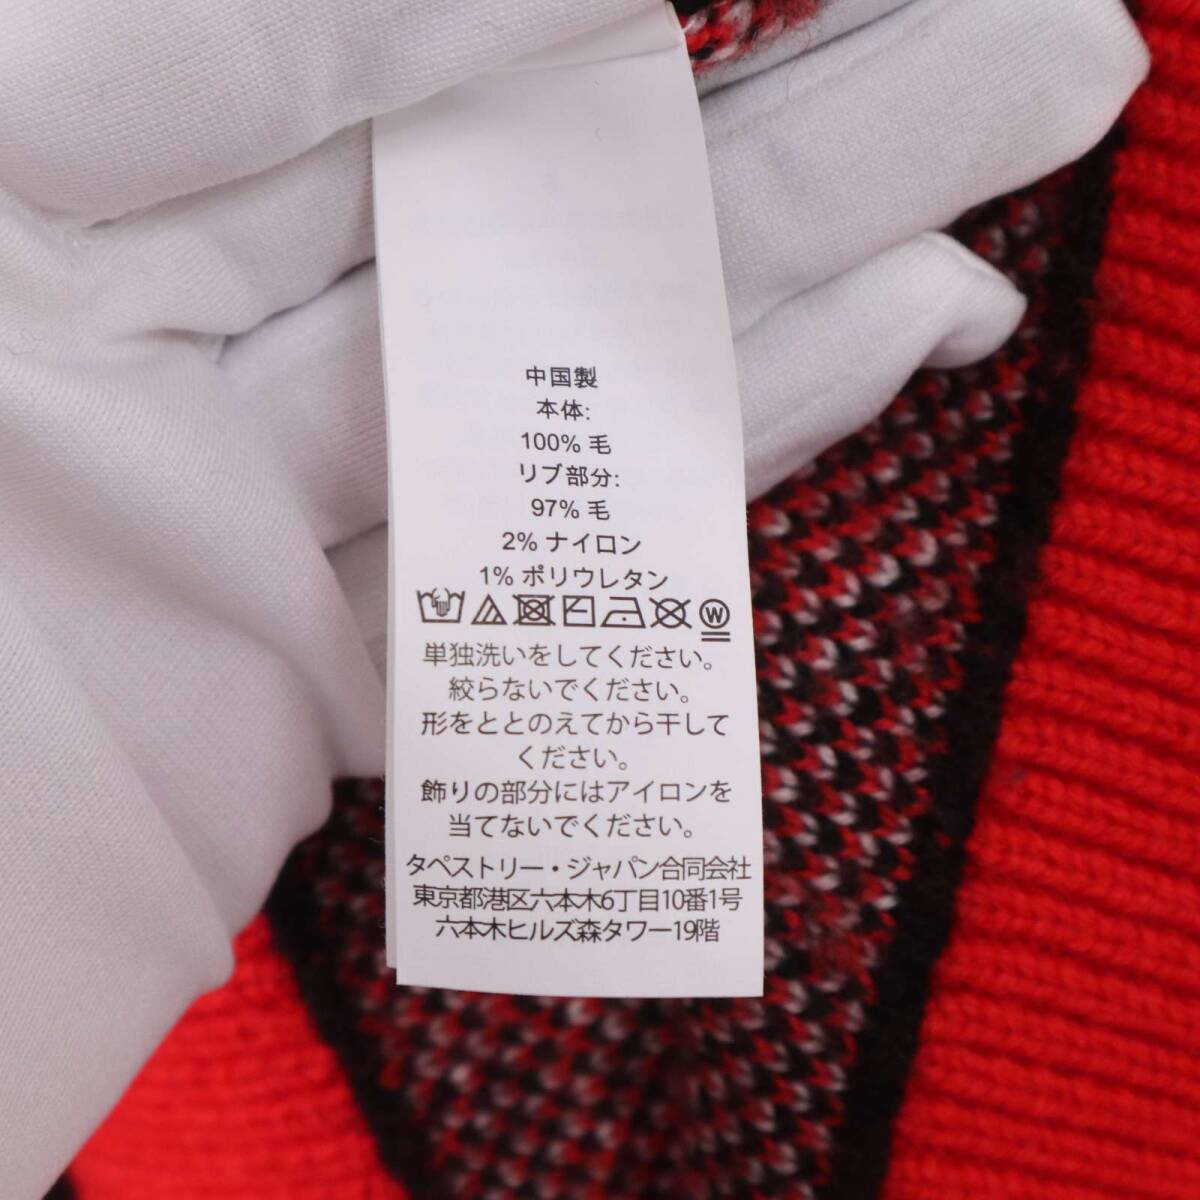 中国製
本体:
100% 毛
リブ部分:
97% 毛
2% ナイロン
1% ポリウレタン
W
単独洗いをしてください。
絞らないでください。
形をととのえてから干して
ください。
飾りの部分にはアイロンを
当てないでください。
タペストリー・ジャパン合同会社
東京都港区六本木6丁目10番1号
六本木ヒルズ森タワー19階